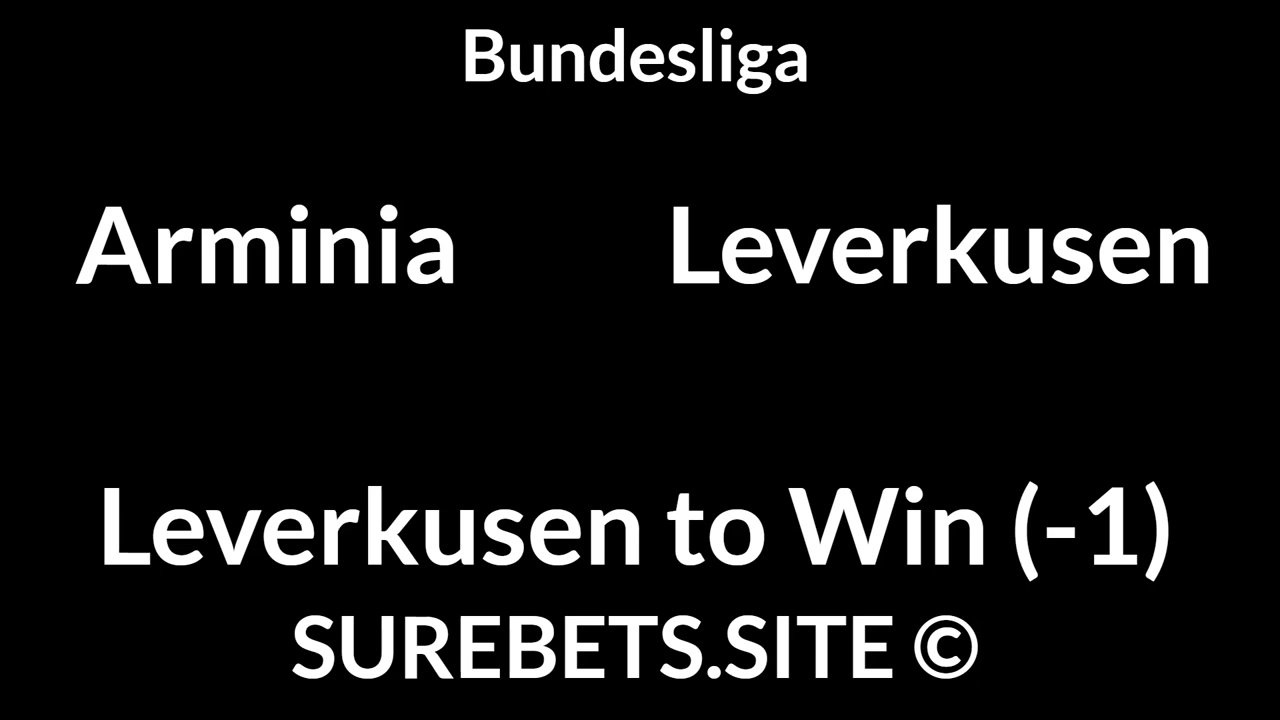 Bundesliga
Arminia Leverkusen
Leverkusen to Win (-1)
SUREBETS.SITE ©